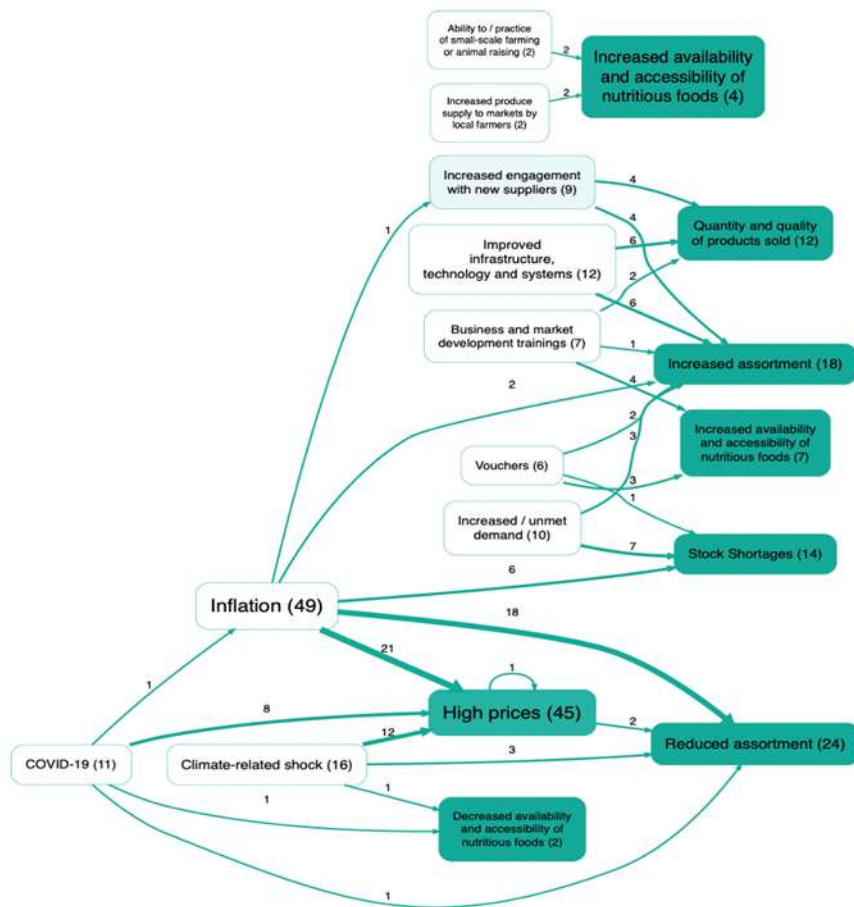 Ability to / practice
of small-scale farming
or animal raising (2)
2
Increased availability
and accessibility of
nutritious foods (4)
Increased produce
supply to markets by
local farmers (2)
2
Increased engagement
with new suppliers (9)
4
4
1
Quantity and quality
of products sold (12)
Improved
infrastructure,
technology and systems (12)
6
2
6
Business and market
development trainings (7)
1
Increased assortment (18)
2
4
2
3
Increased availability
and accessibility of
nutritious foods (7)
Vouchers (6)
3
1
Increased / unmet
demand (10)
7
Stock Shortages (14)
6
Inflation (49)
18
21
1
1
High prices (45)
2
8
12
Reduced assortment (24)
COVID-19 (11)
Climate-related shock (16)
3
1
1
Decreased availability
and accessibility of
nutritious foods (2)
1